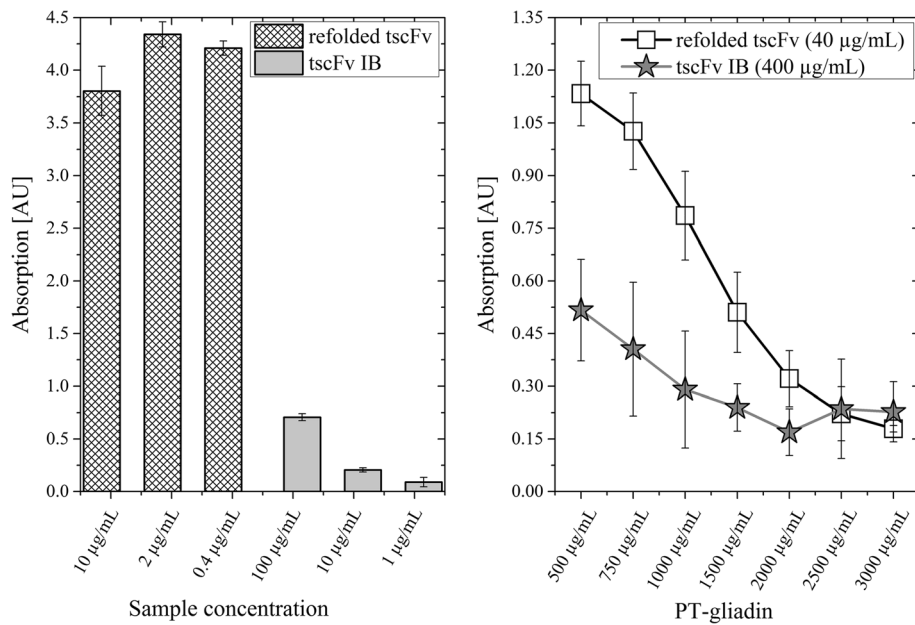 4.5
4.0
3.5
3.0
2.5
2.0
1.5
1.0
0.5
0.0
Absorption [AU]
refolded tscFv
tscFv IB
10 µg/mL
2 µg/mL
0.4 µg/mL
100 µg/mL
10 µg/mL
1 µg/mL
Sample concentration
1.35
1.20
1.05
0.90
0.75
0.60
0.45
0.30
0.15
0.00
Absorption [AU]
refolded tscFv (40 µg/mL)
tscFv IB (400 µg/mL)
500 µg/mL
750 µg/mL
1000 µg/mL
1500 µg/mL
2000 µg/mL
2500 µg/mL
3000 µg/mL
PT-gliadin